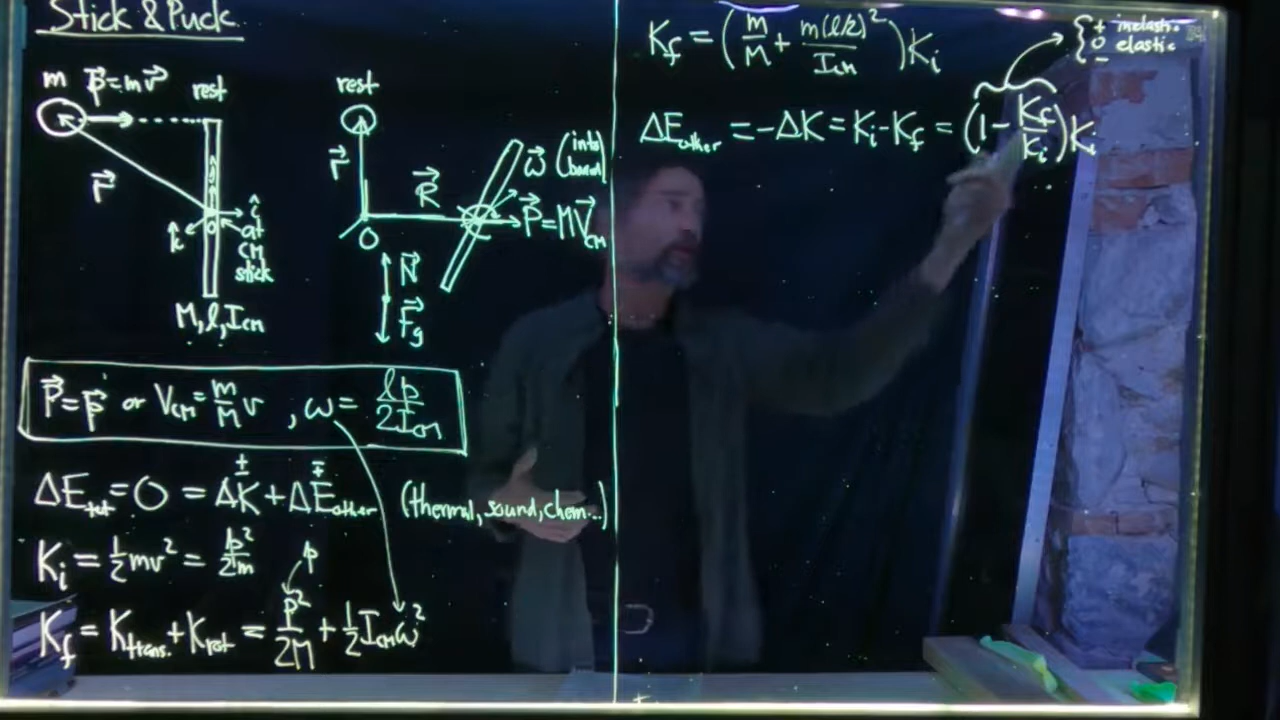 Stick & Puck
m p⃗=mv⃗ rest
r⃗
k̂ O î at CM stick
M, l, Icm
rest
r⃗ R⃗ ω⃗ (into board)
O P⃗=MV⃗cm
N⃗
F⃗g
P⃗=p⃗ or Vcm=m/M v , ω=lp/2Icm
ΔEtot=0=ΔK+ΔEother (thermal, sound, chem...)
± ∓
Ki=½mv²=p²/2m
p
Kf=Ktrans.+Krot=P²/2M+½Icmω²
Kf=(m/M+m(l/2)²/Icm)Ki
{+ inelastic
0 elastic
−
ΔEother=-ΔK=Ki-Kf=(1-Kf/Ki)Ki